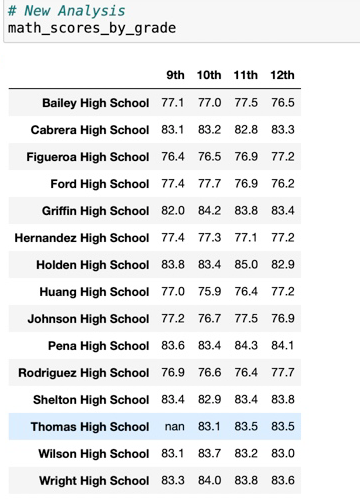 # New Analysis
math_scores_by_grade
9th 10th 11th 12th
Bailey High School 77.1 77.0 77.5 76.5
Cabrera High School 83.1 83.2 82.8 83.3
Figueroa High School 76.4 76.5 76.9 77.2
Ford High School 77.4 77.7 76.9 76.2
Griffin High School 82.0 84.2 83.8 83.4
Hernandez High School 77.4 77.3 77.1 77.2
Holden High School 83.8 83.4 85.0 82.9
Huang High School 77.0 75.9 76.4 77.2
Johnson High School 77.2 76.7 77.5 76.9
Pena High School 83.6 83.4 84.3 84.1
Rodriguez High School 76.9 76.6 76.4 77.7
Shelton High School 83.4 82.9 83.4 83.8
Thomas High School nan 83.1 83.5 83.5
Wilson High School 83.1 83.7 83.2 83.0
Wright High School 83.3 84.0 83.8 83.6